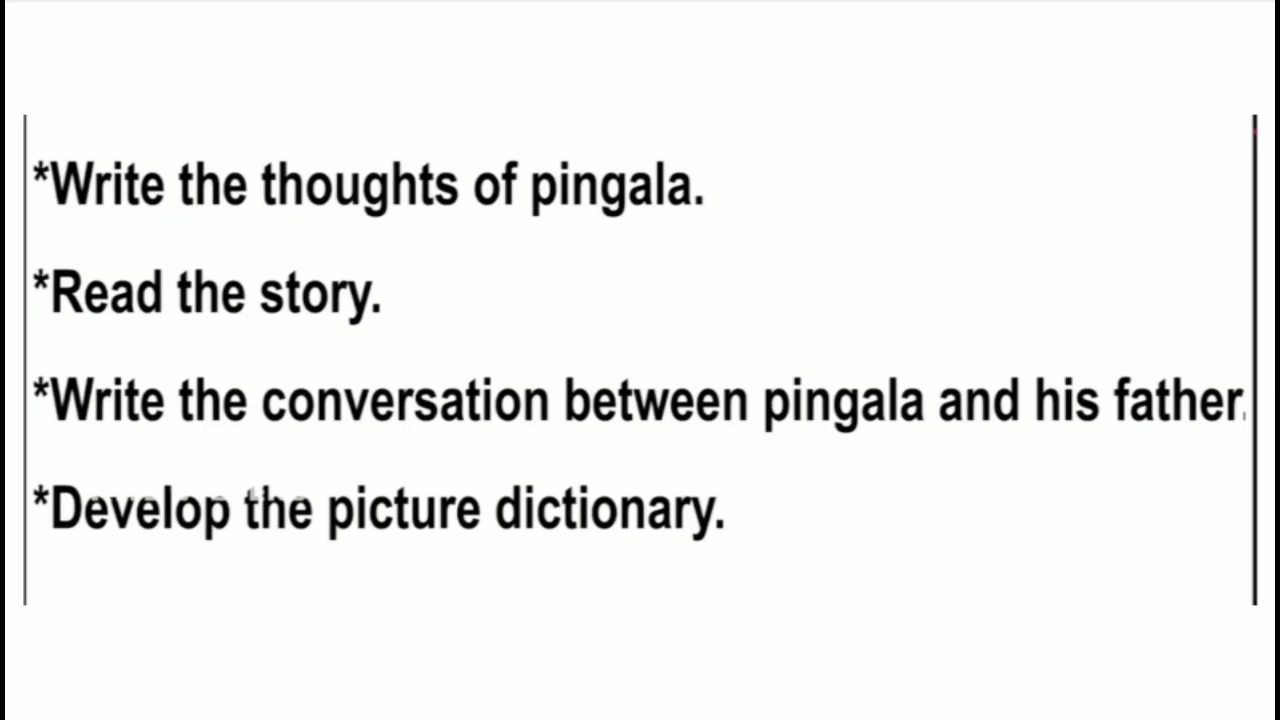 *Write the thoughts of pingala.
*Read the story.
*Write the conversation between pingala and his father.
*Develop the picture dictionary.